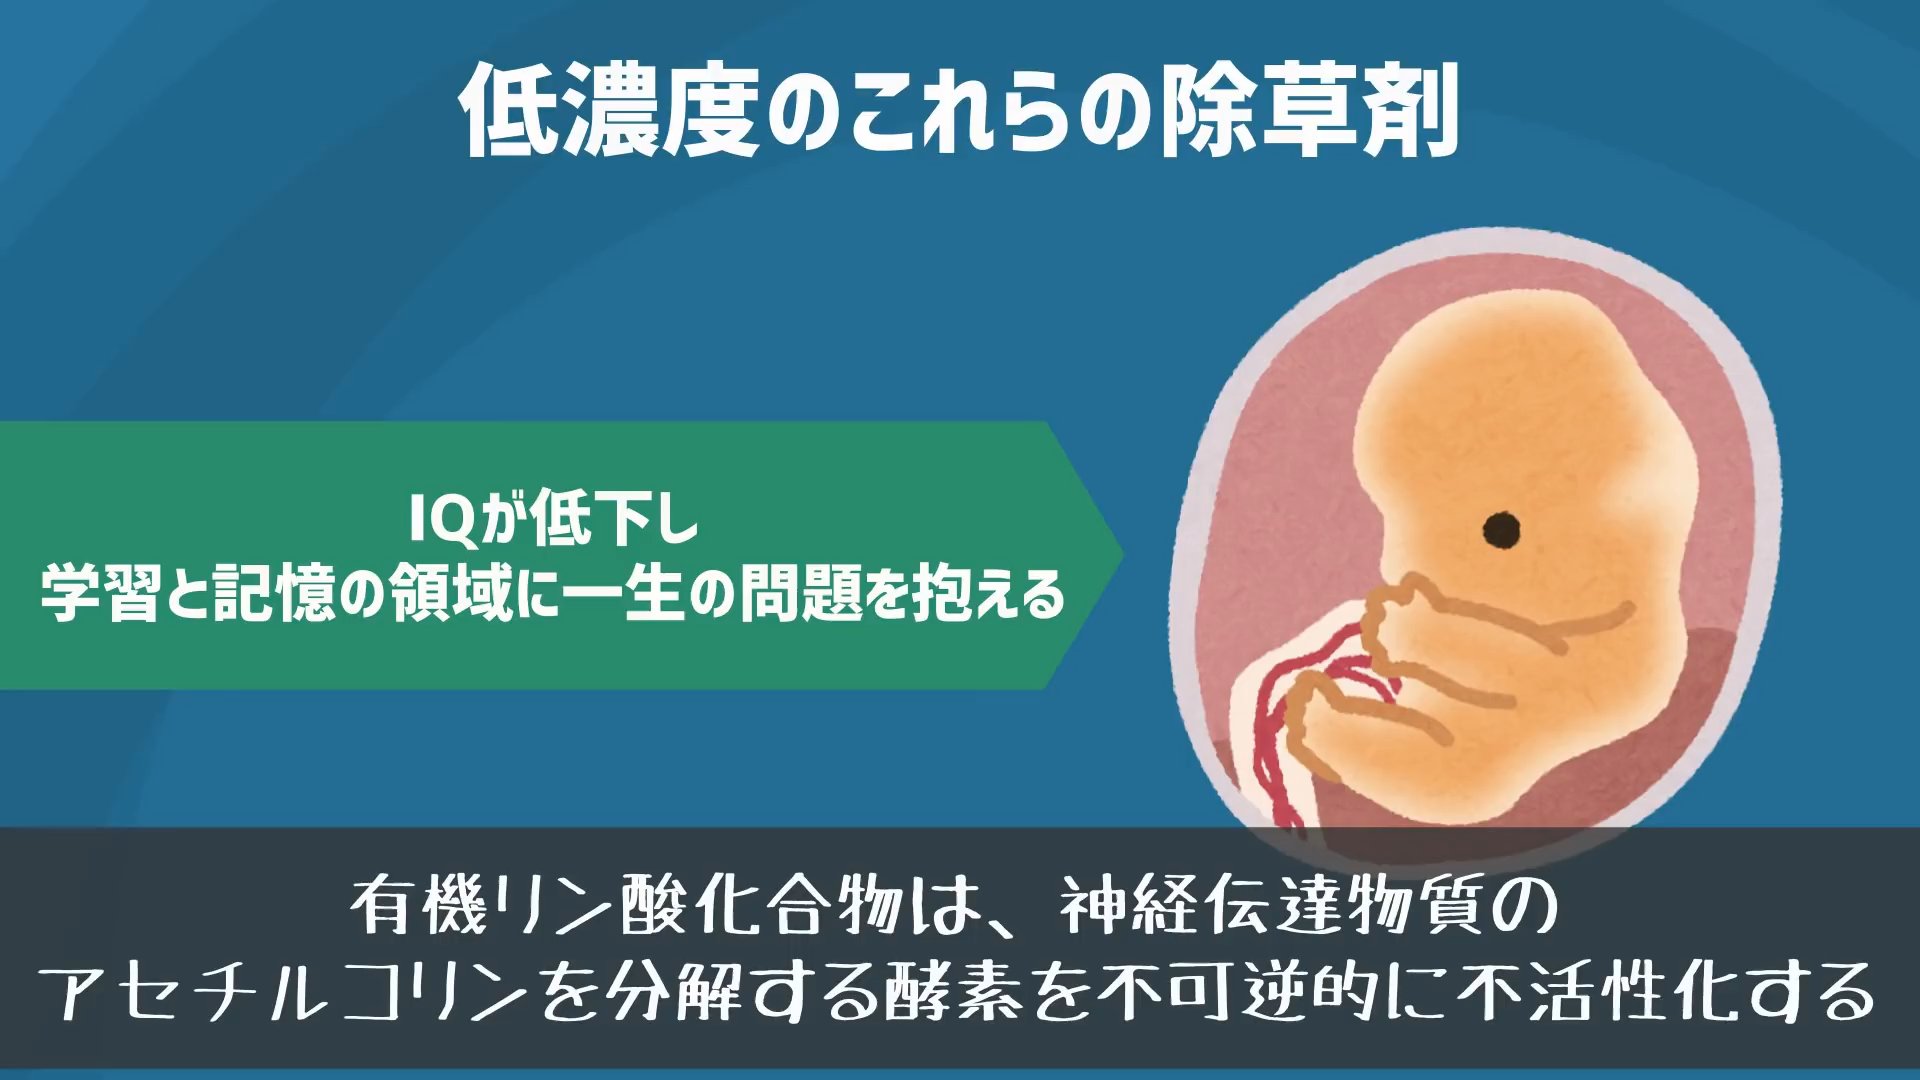 低濃度のこれらの除草剤
IQが低下し
学習と記憶の領域に一生の問題を抱える
有機リン酸化合物は、神経伝達物質の
アセチルコリンを分解する酵素を不可逆的に不活性化する